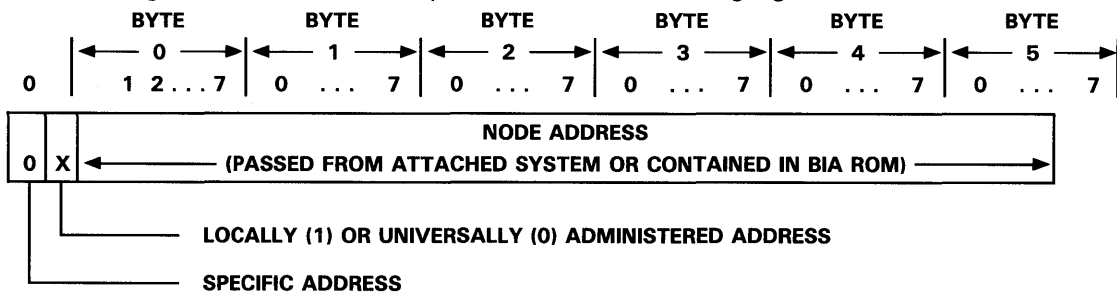 BYTE BYTE BYTE BYTE BYTE BYTE
0 1 2 3 4 5
0 1 2 . . . 7 0 . . . 7 0 . . . 7 0 . . . 7 0 . . . 7 0 . . . 7
NODE ADDRESS
0 X (PASSED FROM ATTACHED SYSTEM OR CONTAINED IN BIA ROM)
LOCALLY (1) OR UNIVERSALLY (0) ADMINISTERED ADDRESS
SPECIFIC ADDRESS